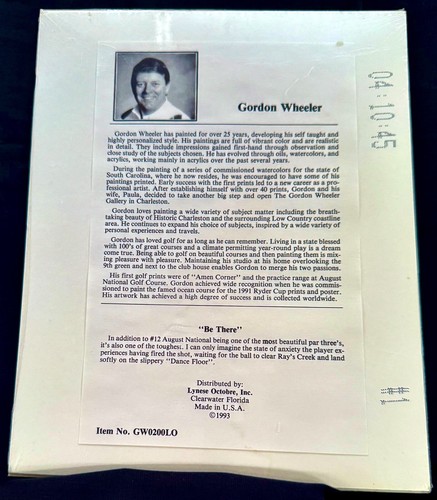 Gordon Wheeler
Gordon Wheeler has painted for over 25 years, developing his self taught and
highly personalized style. His paintings are full of vibrant color and are realistic
in detail. They include impressions gained first-hand through observation and
close study of the subjects chosen. He has evolved through oils, watercolors, and
acrylics, working mainly in acrylics over the past several years.
During the painting of a series of commissioned watercolors for the state of
South Carolina, where he now resides, he was encouraged to have some of his
paintings printed. Early success with the first prints led to a new career as a pro-
fessional artist. After establishing himself with over 40 prints, Gordon and his
wife, Paula, decided to take another big step and open The Gordon Wheeler
Gallery in Charleston.
Gordon loves painting a wide variety of subject matter including the breath-
taking beauty of Historic Charleston and the surrounding Low Country coastline
area. He continues to expand his choice of subjects, inspired by a wide variety of
personal experiences and travels.
Gordon has loved golf for as long as he can remember. Living in a state blessed
with 100's of great courses and a climate permitting year-round play is a dream
come true. Being able to golf on beautiful courses and then painting them is mix-
ing pleasure with pleasure. Maintaining his studio at his home overlooking the
9th green and next to the club house enables Gordon to merge his two passions.
His first golf prints were of "Amen Corner" and the practice range at August
National Golf Course. Gordon achieved wide recognition when he was commis-
sioned to paint the famed ocean course for the 1991 Ryder Cup prints and poster.
His artwork has achieved a high degree of success and is collected worldwide.
"Be There"
In addition to #12 August National being one of the most beautiful par three's,
it's also one of the toughest. I can only imagine the state of anxiety the player ex-
periences having fired the shot, waiting for the ball to clear Ray's Creek and land
softly on the slippery "Dance Floor".
Distributed by:
Lynese Octobre, Inc.
Clearwater Florida
Made in U.S.A.
©1993
Item No. GW0200LO
04:10:45
##1